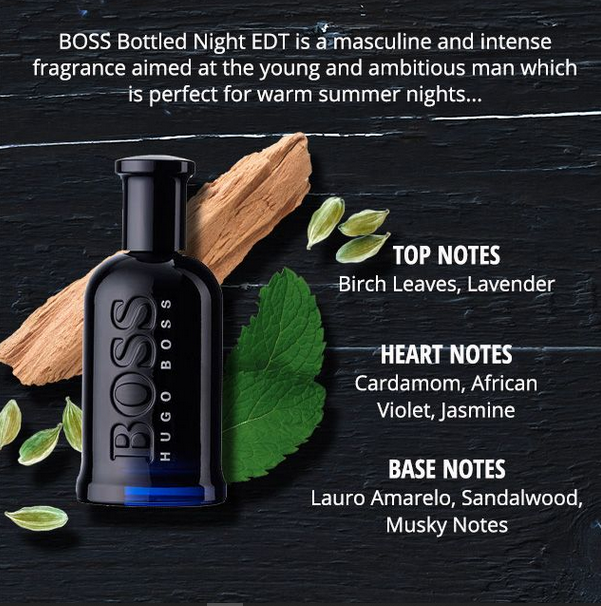 BOSS Bottled Night EDT is a masculine and intense
fragrance aimed at the young and ambitious man which
is perfect for warm summer nights...
BOSS
HUGO BOSS
TOP NOTES
Birch Leaves, Lavender
HEART NOTES
Cardamom, African
Violet, Jasmine
BASE NOTES
Lauro Amarelo, Sandalwood,
Musky Notes